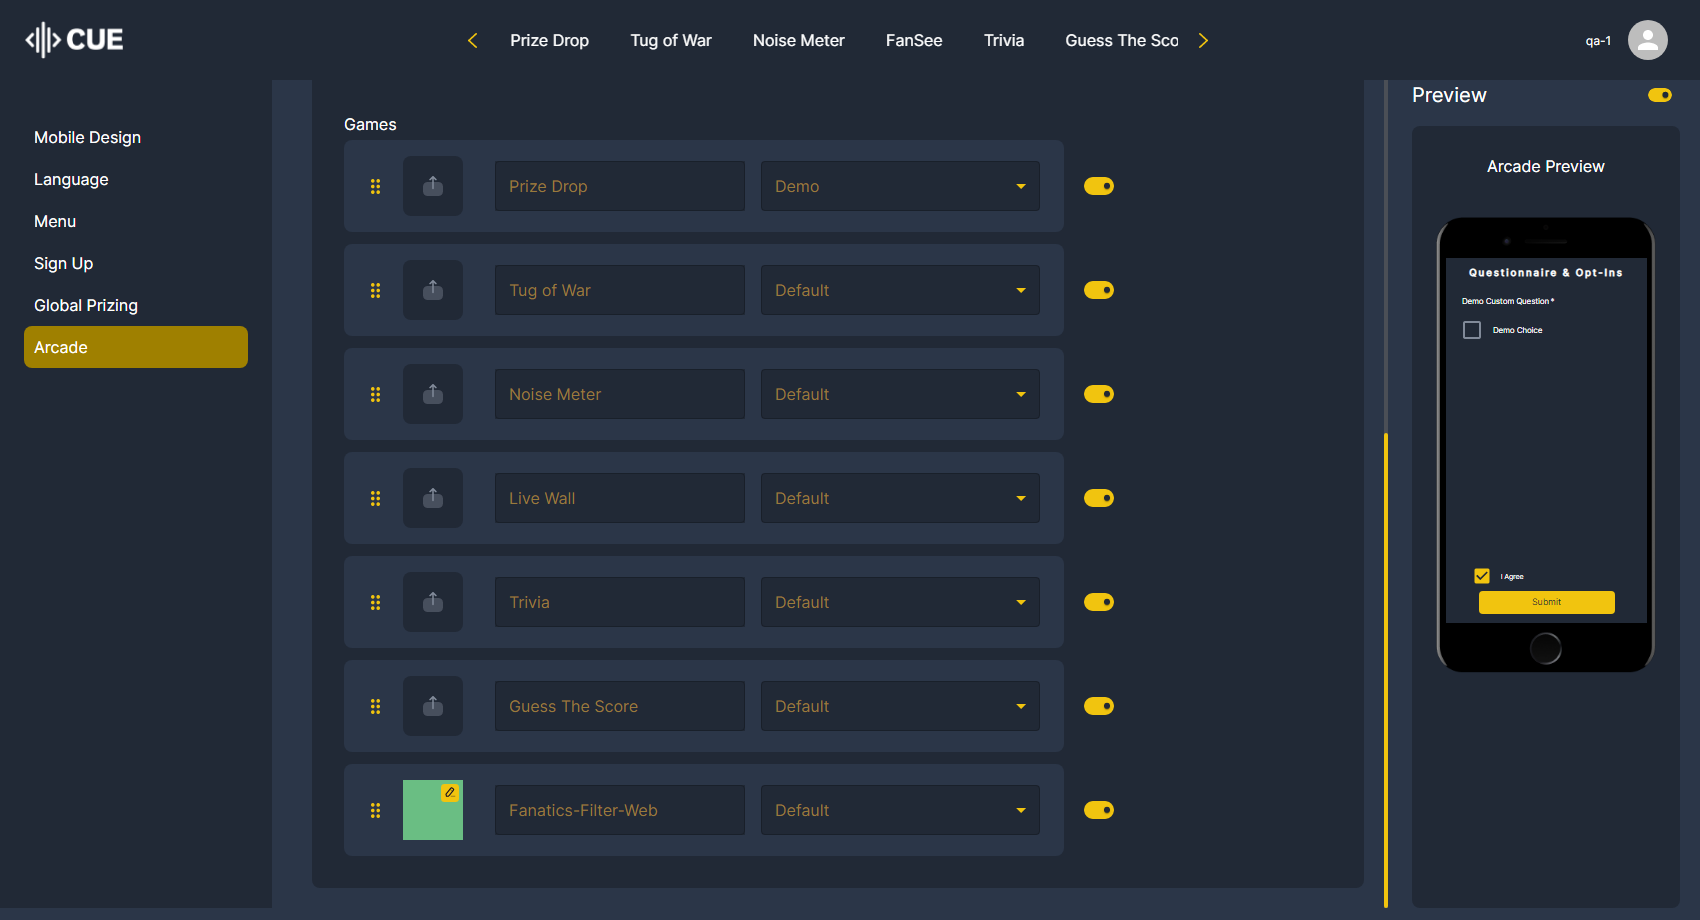 CUE
Prize Drop
Tug of War
Noise Meter
FanSee
Trivia
Guess The Sco
qa-1
Mobile Design
Language
Menu
Sign Up
Global Prizing
Arcade
Games
Prize Drop
Demo
Tug of War
Default
Noise Meter
Default
Live Wall
Default
Trivia
Default
Guess The Score
Default
Fanatics-Filter-Web
Default
Preview
Arcade Preview
Questionnaire & Opt-Ins
Demo Custom Question *
Demo Choice
I Agree
Submit